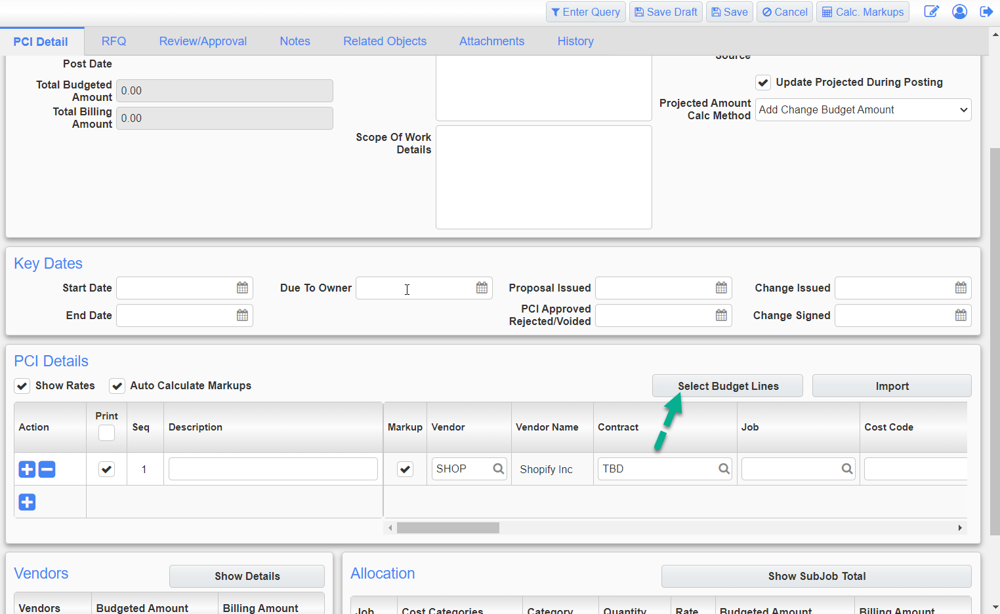 Enter Query Save Draft Save Cancel Calc. Markups
PCI Detail RFQ Review/Approval Notes Related Objects Attachments History
Source
Post Date
Update Projected During Posting
Total Budgeted
Amount
0.00
Projected Amount
Calc Method
Add Change Budget Amount
Total Billing
Amount
0.00
Scope Of Work
Details
Key Dates
Start Date Due To Owner Proposal Issued Change Issued
End Date PCI Approved
Rejected/Voided Change Signed
PCI Details
Show Rates Auto Calculate Markups Select Budget Lines Import
Action Print Seq Description Markup Vendor Vendor Name Contract Job Cost Code
1 SHOP Shopify Inc TBD
Vendors Show Details
Vendors Budgeted Amount Billing Amount
Allocation Show SubJob Total
Job Cost Categories Category Quantity Rate Budgeted Amount Billing Amount